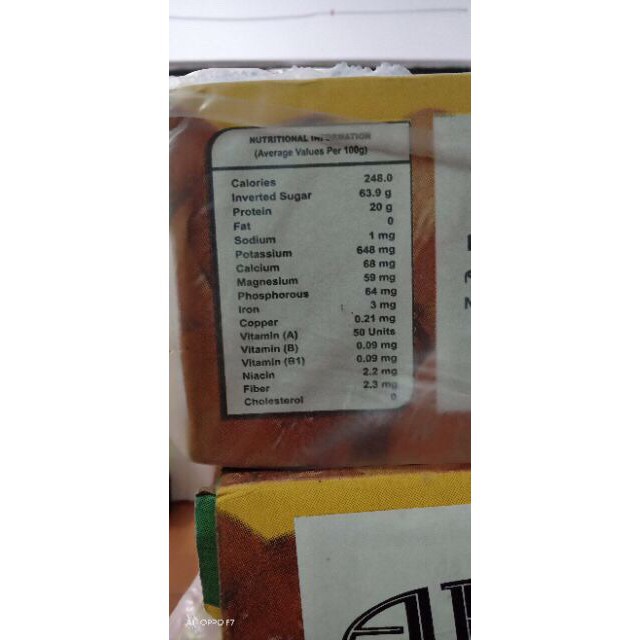 NUTRITIONAL INFORMATION
(Average Values Per 100g)
Calories 248.0
Inverted Sugar 63.9 g
Protein 20 g
Fat 0
Sodium 1 mg
Potassium 648 mg
Calcium 68 mg
Magnesium 59 mg
Phosphorous 64 mg
Iron 3 mg
Coppar 0.21 mg
Vitamin (A) 50 Units
Vitamin (B) 0.09 mg
Vitamin (B1) 0.09 mg
Niacin 2.2 mg
Fiber 2.3 mg
Cholesterol 0
OPPO F7